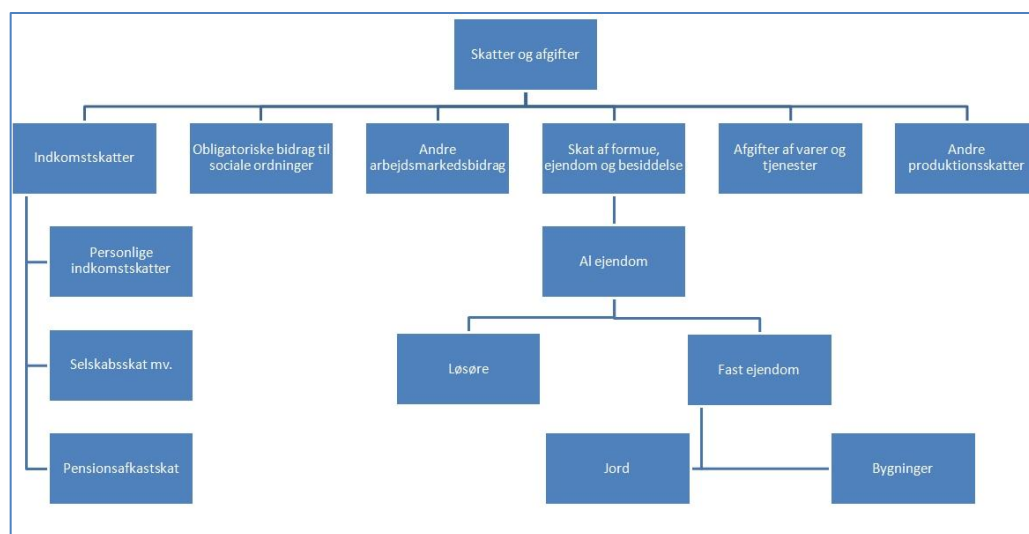 Skatter og afgifter
Indkomstskatter
Obligatoriske bidrag til
sociale ordninger
Andre
arbejdsmarkedsbidrag
Skat af formue,
ejendom og besiddelse
Afgifter af varer og
tjenester
Andre
produktionsskatter
Personlige
indkomstskatter
Al ejendom
Selskabsskat mv.
Løsøre
Fast ejendom
Pensionsafkastskat
Jord
Bygninger